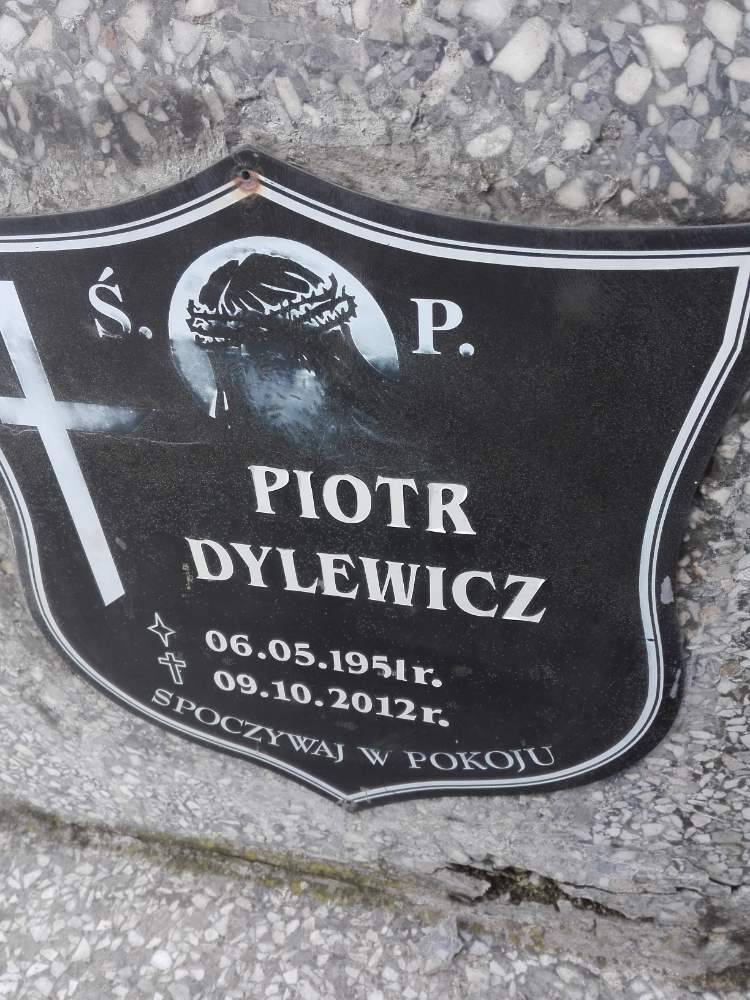 Ś. P.
PIOTR
DYLEWICZ
06.05.1951r.
09.10.2012r.
SPOCZYWAJ W POKOJU